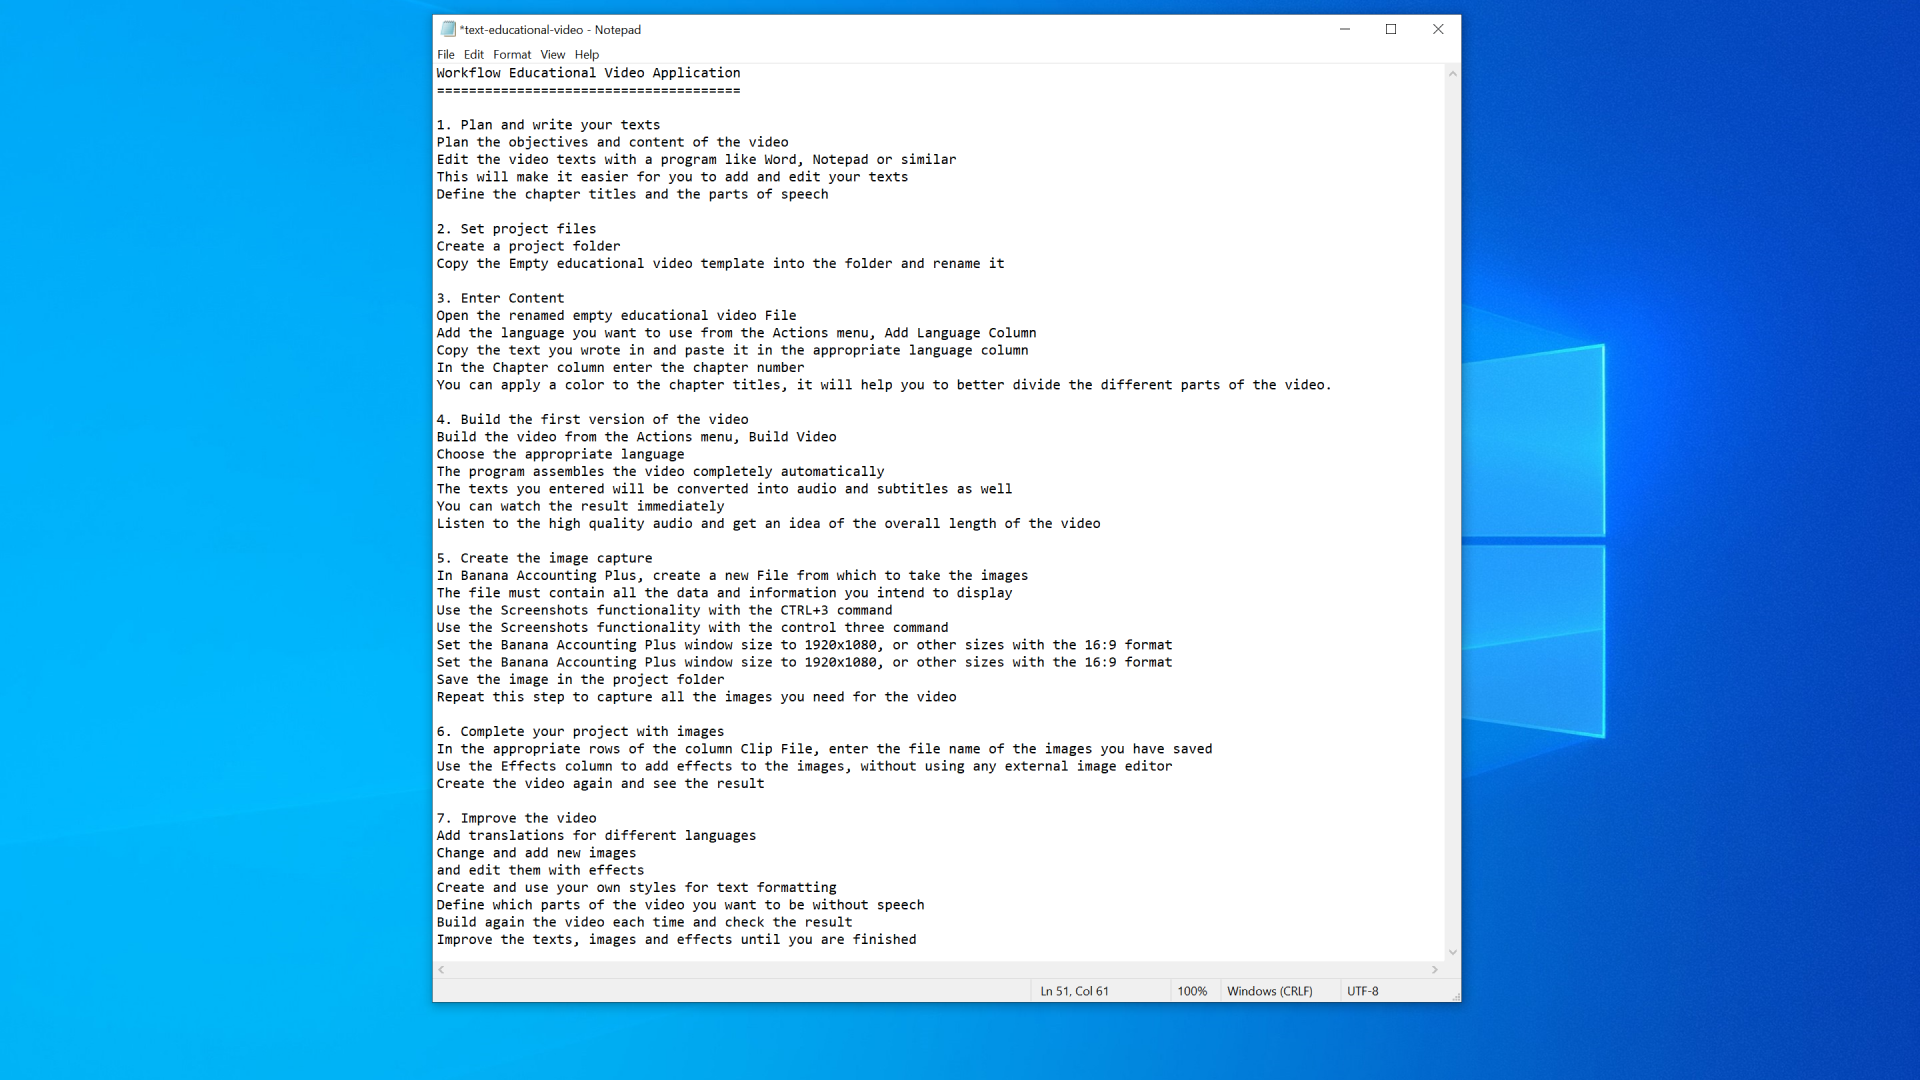 *text-educational-video - Notepad
File Edit Format View Help
Workflow Educational Video Application
======================================
1. Plan and write your texts
Plan the objectives and content of the video
Edit the video texts with a program like Word, Notepad or similar
This will make it easier for you to add and edit your texts
Define the chapter titles and the parts of speech
2. Set project files
Create a project folder
Copy the Empty educational video template into the folder and rename it
3. Enter Content
Open the renamed empty educational video File
Add the language you want to use from the Actions menu, Add Language Column
Copy the text you wrote in and paste it in the appropriate language column
In the Chapter column enter the chapter number
You can apply a color to the chapter titles, it will help you to better divide the different parts of the video.
4. Build the first version of the video
Build the video from the Actions menu, Build Video
Choose the appropriate language
The program assembles the video completely automatically
The texts you entered will be converted into audio and subtitles as well
You can watch the result immediately
Listen to the high quality audio and get an idea of the overall length of the video
5. Create the image capture
In Banana Accounting Plus, create a new File from which to take the images
The file must contain all the data and information you intend to display
Use the Screenshots functionality with the CTRL+3 command
Use the Screenshots functionality with the control three command
Set the Banana Accounting Plus window size to 1920x1080, or other sizes with the 16:9 format
Set the Banana Accounting Plus window size to 1920x1080, or other sizes with the 16:9 format
Save the image in the project folder
Repeat this step to capture all the images you need for the video
6. Complete your project with images
In the appropriate rows of the column Clip File, enter the file name of the images you have saved
Use the Effects column to add effects to the images, without using any external image editor
Create the video again and see the result
7. Improve the video
Add translations for different languages
Change and add new images
and edit them with effects
Create and use your own styles for text formatting
Define which parts of the video you want to be without speech
Build again the video each time and check the result
Improve the texts, images and effects until you are finished
Ln 51, Col 61 100% Windows (CRLF) UTF-8